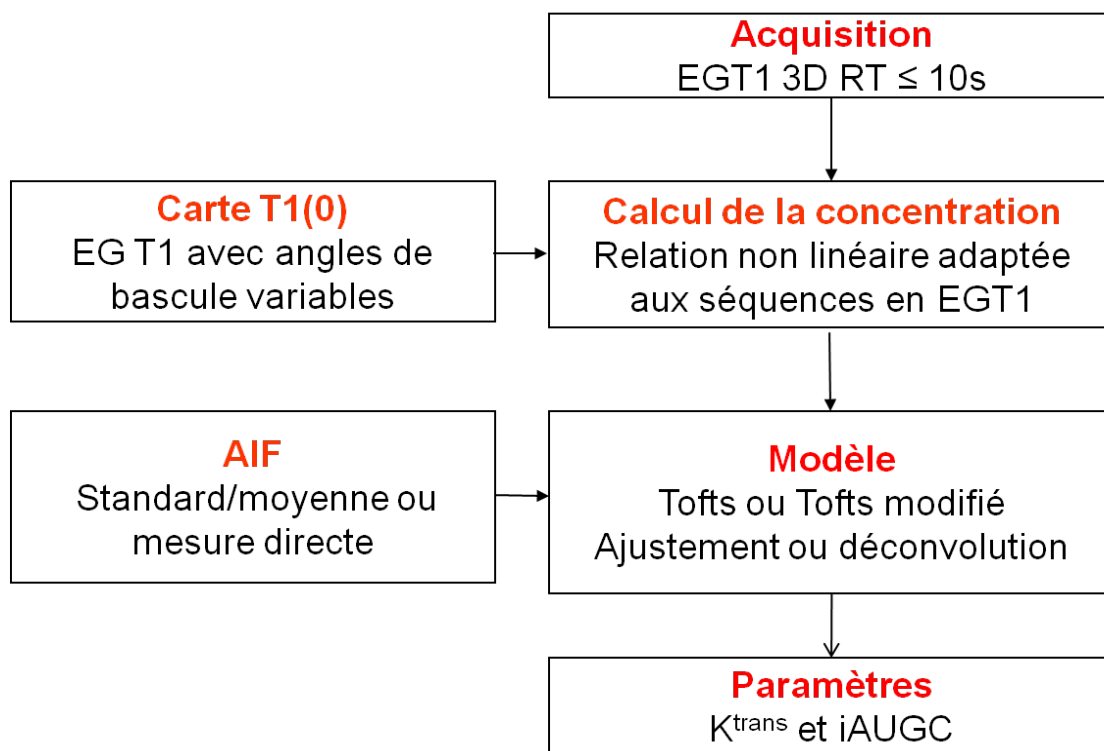 Acquisition
EGT1 3D RT ≤ 10s
Carte T1(0)
EG T1 avec angles de
bascule variables
Calcul de la concentration
Relation non linéaire adaptée
aux séquences en EGT1
AIF
Standard/moyenne ou
mesure directe
Modèle
Tofts ou Tofts modifié
Ajustement ou déconvolution
Paramètres
Ktrans et iAUGC